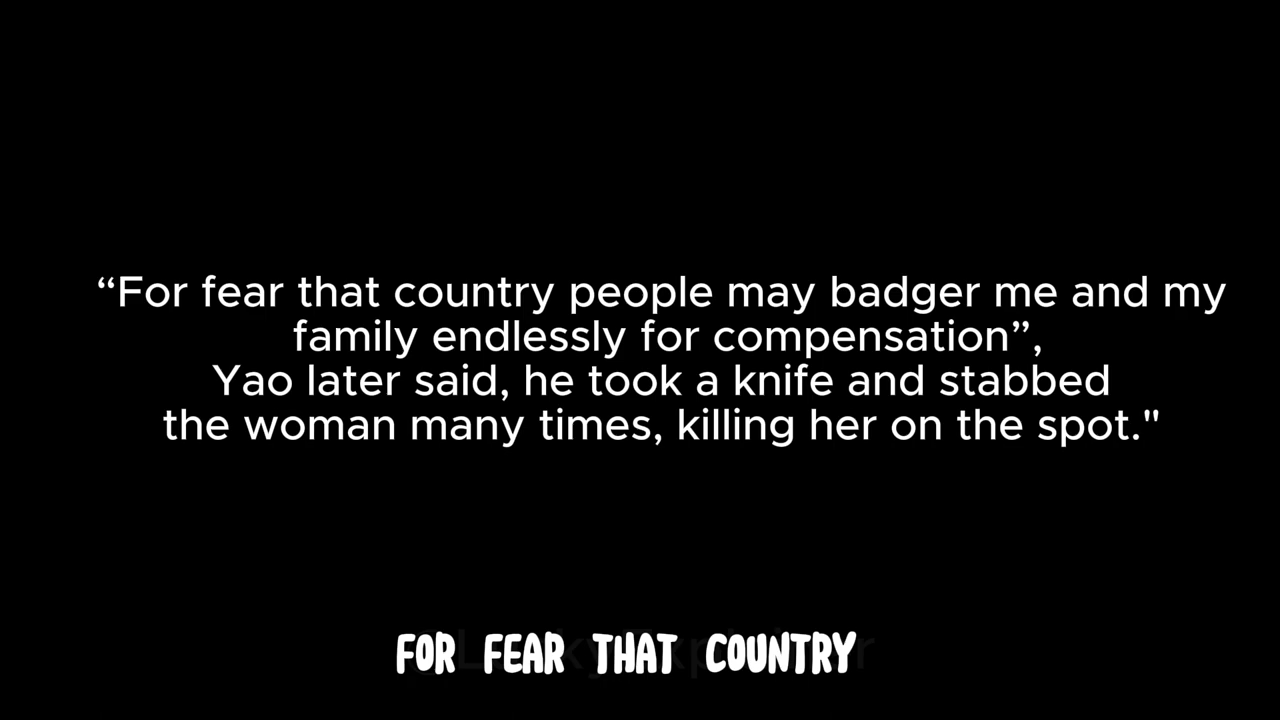 “For fear that country people may badger me and my
family endlessly for compensation”,
Yao later said, he took a knife and stabbed
the woman many times, killing her on the spot."
FOR FEAR THAT COUNTRY